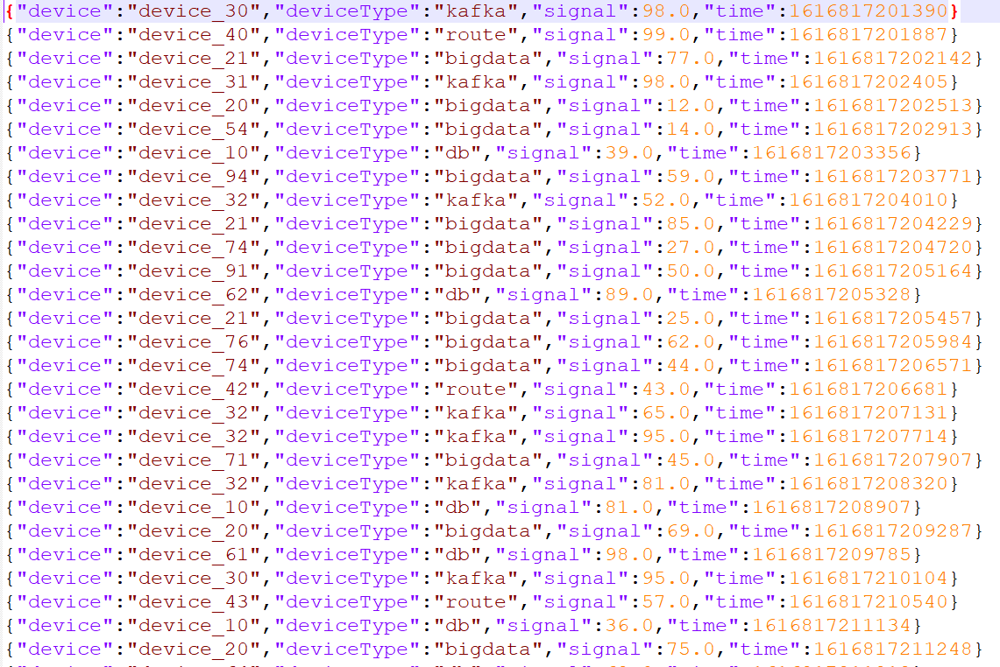 {"device":"device_30","deviceType":"kafka","signal":98.0,"time":1616817201390}
{"device":"device_40","deviceType":"route","signal":99.0,"time":1616817201887}
{"device":"device_21","deviceType":"bigdata","signal":77.0,"time":1616817202142}
{"device":"device_31","deviceType":"kafka","signal":98.0,"time":1616817202405}
{"device":"device_20","deviceType":"bigdata","signal":12.0,"time":1616817202513}
{"device":"device_54","deviceType":"bigdata","signal":14.0,"time":1616817202913}
{"device":"device_10","deviceType":"db","signal":39.0,"time":1616817203356}
{"device":"device_94","deviceType":"bigdata","signal":59.0,"time":1616817203771}
{"device":"device_32","deviceType":"kafka","signal":52.0,"time":1616817204010}
{"device":"device_21","deviceType":"bigdata","signal":85.0,"time":1616817204229}
{"device":"device_74","deviceType":"bigdata","signal":27.0,"time":1616817204720}
{"device":"device_91","deviceType":"bigdata","signal":50.0,"time":1616817205164}
{"device":"device_62","deviceType":"db","signal":89.0,"time":1616817205328}
{"device":"device_21","deviceType":"bigdata","signal":25.0,"time":1616817205457}
{"device":"device_76","deviceType":"bigdata","signal":62.0,"time":1616817205984}
{"device":"device_74","deviceType":"bigdata","signal":44.0,"time":1616817206571}
{"device":"device_42","deviceType":"route","signal":43.0,"time":1616817206681}
{"device":"device_32","deviceType":"kafka","signal":65.0,"time":1616817207131}
{"device":"device_32","deviceType":"kafka","signal":95.0,"time":1616817207714}
{"device":"device_71","deviceType":"bigdata","signal":45.0,"time":1616817207907}
{"device":"device_32","deviceType":"kafka","signal":81.0,"time":1616817208320}
{"device":"device_10","deviceType":"db","signal":81.0,"time":1616817208907}
{"device":"device_20","deviceType":"bigdata","signal":69.0,"time":1616817209287}
{"device":"device_61","deviceType":"db","signal":98.0,"time":1616817209785}
{"device":"device_30","deviceType":"kafka","signal":95.0,"time":1616817210104}
{"device":"device_43","deviceType":"route","signal":57.0,"time":1616817210540}
{"device":"device_10","deviceType":"db","signal":36.0,"time":1616817211134}
{"device":"device_20","deviceType":"bigdata","signal":75.0,"time":1616817211248}